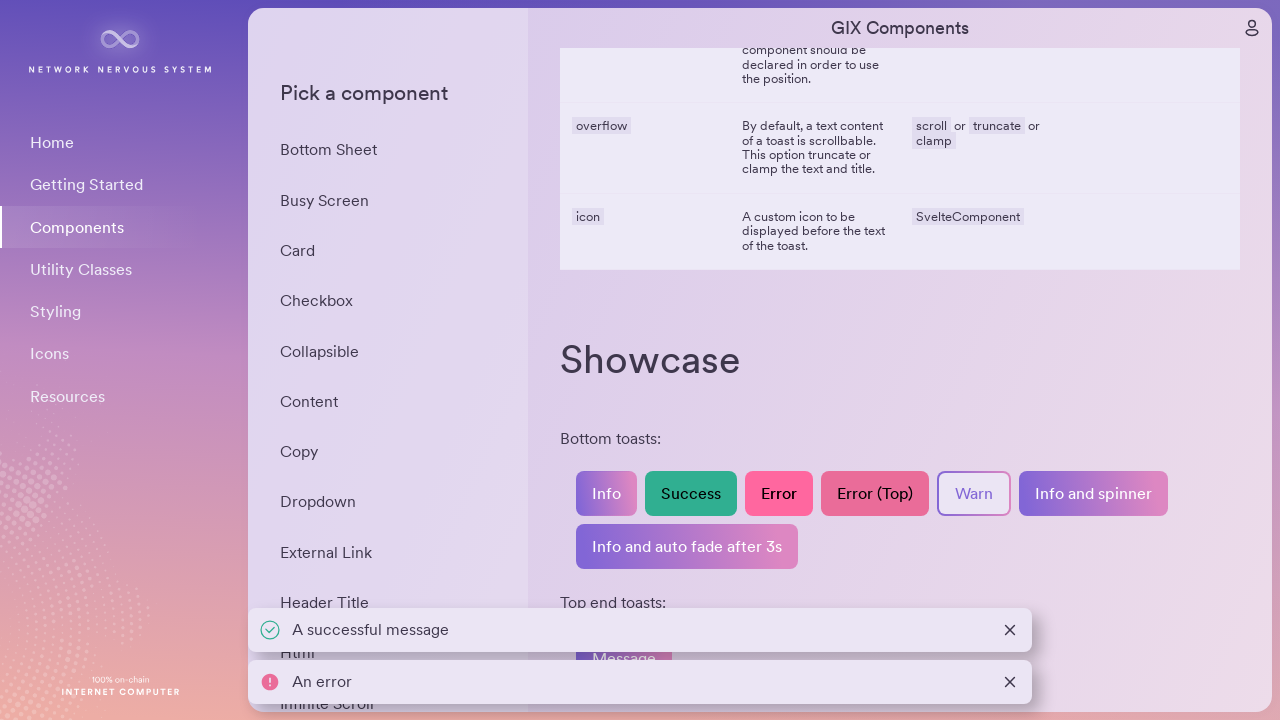 NETWORK NERVOUS SYSTEM
Home
Getting Started
Components
Utility Classes
Styling
Icons
Resources
100% on-chain
INTERNET COMPUTER
Pick a component
Bottom Sheet
Busy Screen
Card
Checkbox
Collapsible
Content
Copy
Dropdown
External Link
Header Title
Html
Infinite Scroll
GIX Components
component should be
declared in order to use
the position.
overflow
By default, a text content
of a toast is scrollable.
This option truncate or
clamp the text and title.
scroll or truncate or
clamp
icon
A custom icon to be
displayed before the text
of the toast.
SvelteComponent
Showcase
Bottom toasts:
Info Success Error Error (Top) Warn Info and spinner
Info and auto fade after 3s
Top end toasts:
Message
A successful message
An error